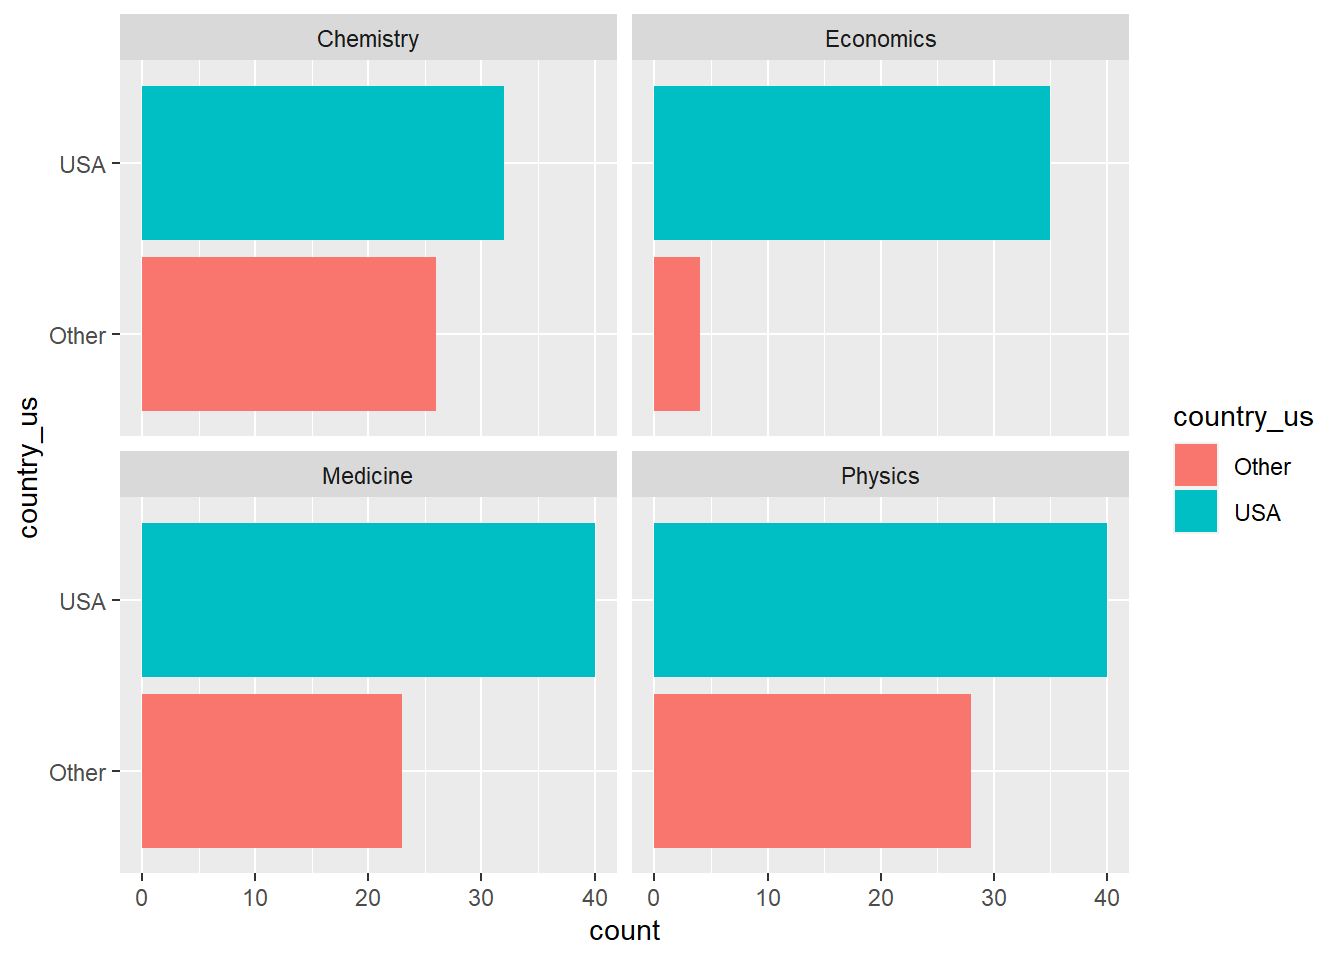 Chemistry
Economics
USA
Other
Medicine
Physics
USA
Other
0 10 20 30 40
0 10 20 30 40
count
country_us
country_us
Other
USA